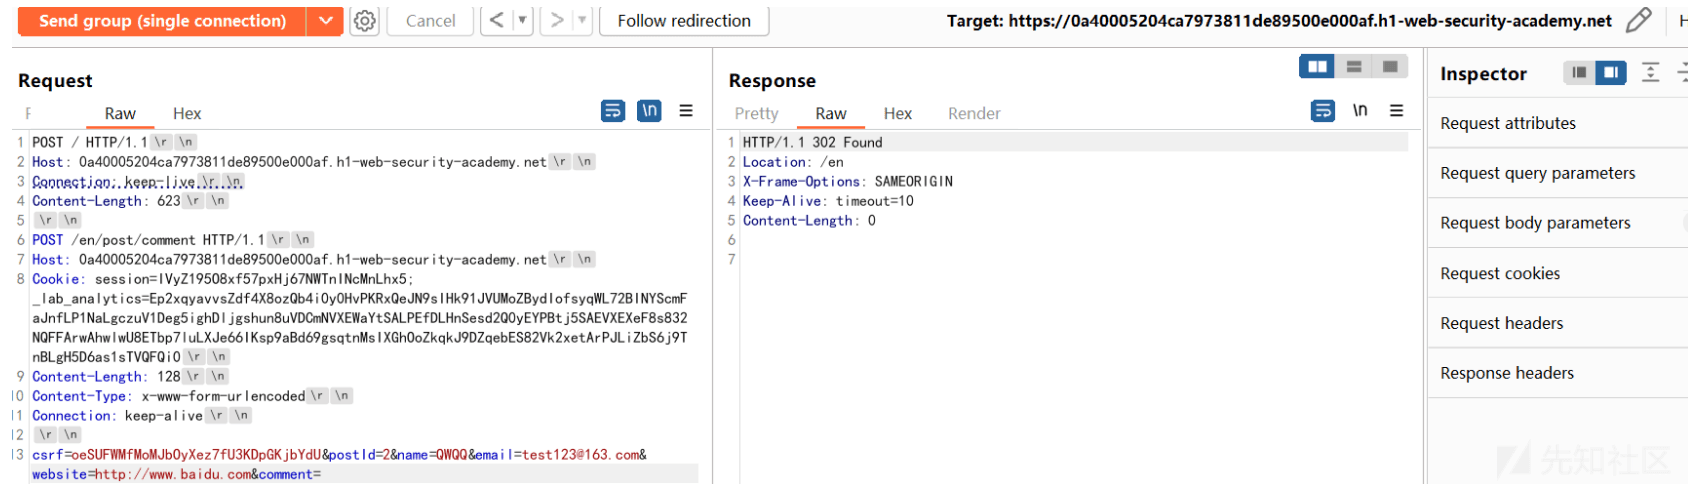 Send group (single connection)
Cancel
Follow redirection
Target: https://0a40005204ca7973811de89500e000af.h1-web-security-academy.net
H
Request
Raw
Hex
\n
1 POST / HTTP/1.1 \r \n
2 Host: 0a40005204ca7973811de89500e000af.h1-web-security-academy.net \r \n
3 Connection: keep-live \r \n
4 Content-Length: 623 \r \n
5 \r \n
6 POST /en/post/comment HTTP/1.1 \r \n
7 Host: 0a40005204ca7973811de89500e000af.h1-web-security-academy.net \r \n
8 Cookie: session=IVyZ19508xf57pxHj67NWTnINcMnLhx5;
_lab_analytics=Ep2xqyavvsZdf4X8ozQb4i0y0HvPKRxQeJN9sIHk91JVUMoZBydIofsyqWL72BINYScmF
aJnfLP1NaLgczuV1Deg5ighDIjgshun8uVDCmNVXEWaYtSALPEfDLHnSesd2Q0yEYPBtj5SAEVXEXeF8s832
NQFFArwAhwIwU8ETbp7IuLXJe66IKsp9aBd69gsqtnMsIXGhOoZkqkJ9DZqebES82Vk2xetArPJLiZbS6j9T
nBLgH5D6as1sTVQFQi0 \r \n
9 Content-Length: 128 \r \n
10 Content-Type: x-www-form-urlencoded \r \n
11 Connection: keep-alive \r \n
12 \r \n
13 csrf=oeSUFWMfMoMJbOyXez7fU3KDpGKjbYdU&postId=2&name=QWQQ&email=test123@163.com&
website=http://www.baidu.com&comment=
Response
Pretty
Raw
Hex
Render
\n
1 HTTP/1.1 302 Found
2 Location: /en
3 X-Frame-Options: SAMEORIGIN
4 Keep-Alive: timeout=10
5 Content-Length: 0
6
7
Inspector
Request attributes
Request query parameters
Request body parameters
Request cookies
Request headers
Response headers
先知社区